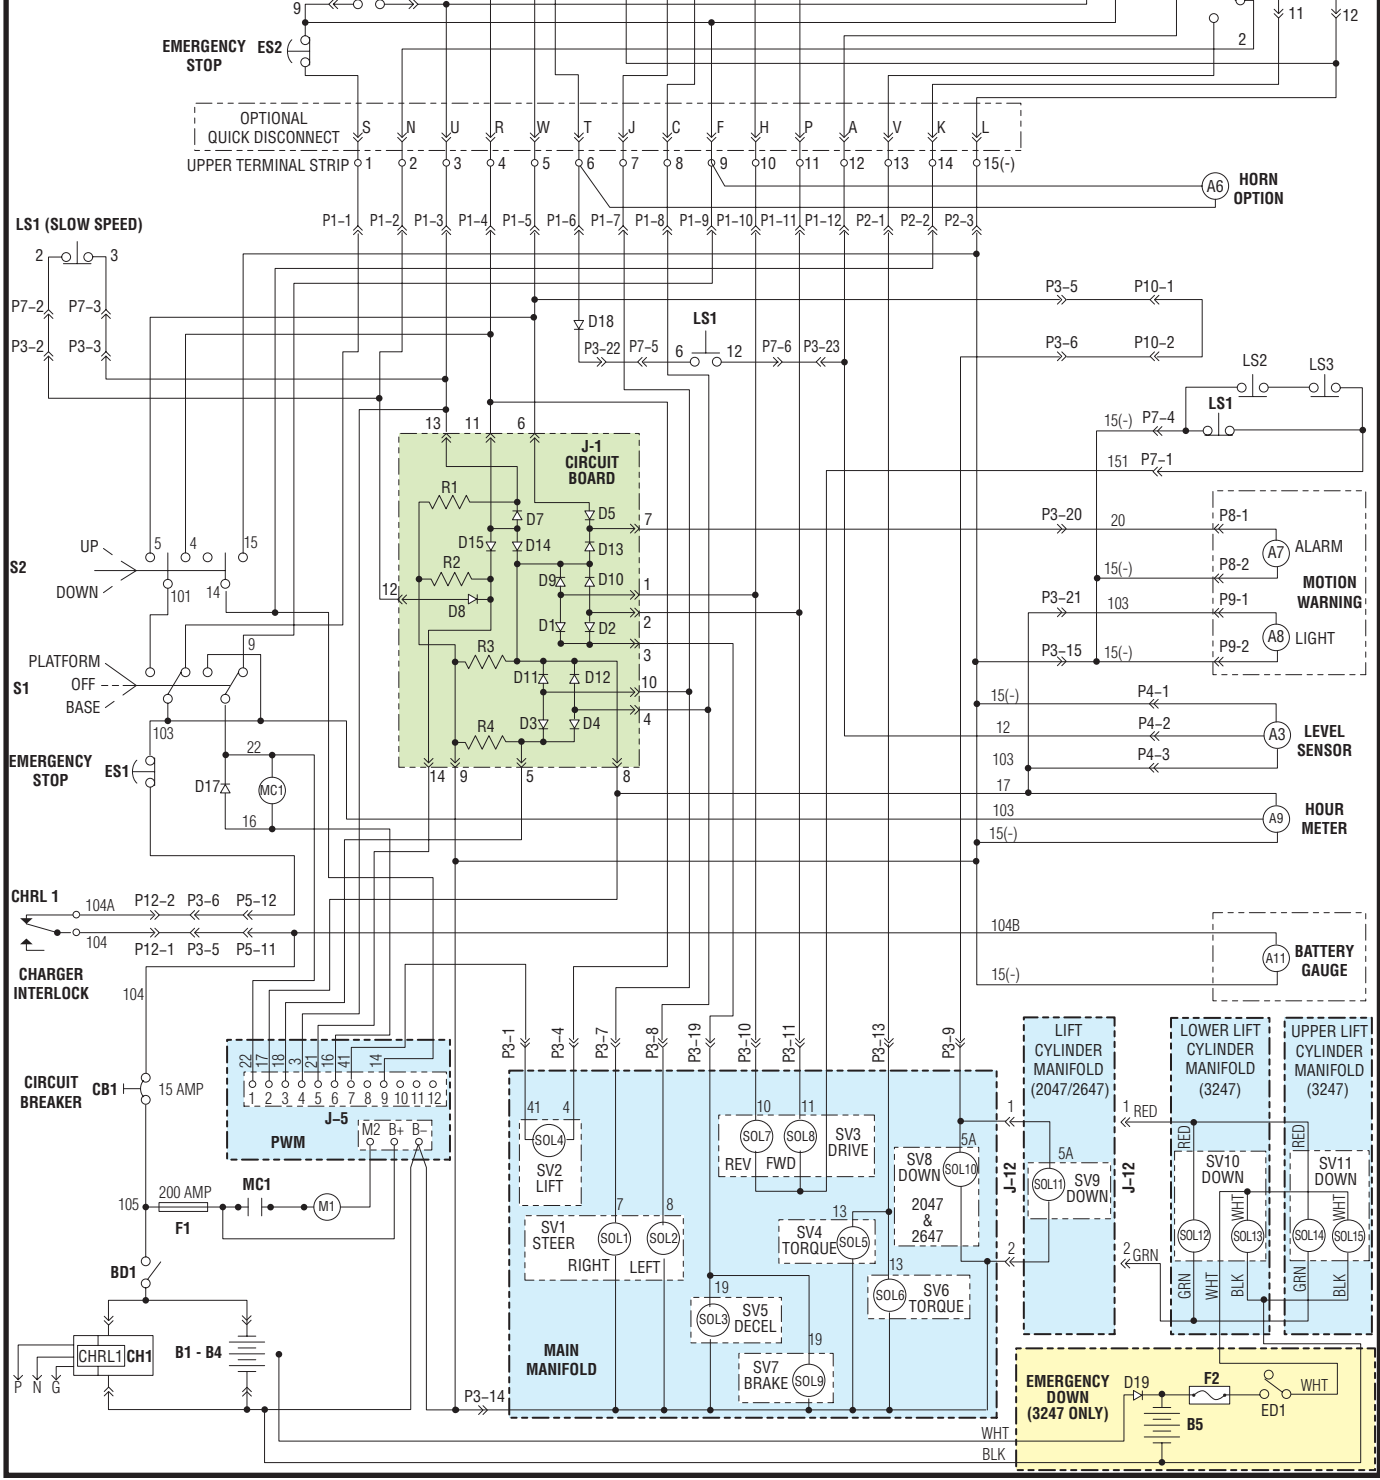 9
11
12
2
EMERGENCY
STOP
ES2
OPTIONAL
QUICK DISCONNECT
S N U R W T J C F H P A V K L
UPPER TERMINAL STRIP
1 2 3 4 5 6 7 8 9 10 11 12 13 14 15(-)
A6
HORN
OPTION
P1–1 P1–2 P1–3 P1–4 P1–5 P1–6 P1–7 P1–8 P1–9 P1–10 P1–11 P1–12 P2–1 P2–2 P2–3
LS1 (SLOW SPEED)
2 3
P7–2 P7–3
P3–2 P3–3
P3–5 P10–1
D18
LS1
P3–22 P7–5 6 12 P7–6 P3–23
P3–6 P10–2
LS2 LS3
LS1
15(–) P7–4
151 P7–1
13 11 6
J-1
CIRCUIT
BOARD
R1
D7
D5
7
D15 D14 D13
R2
D9 D10
1
12
D8
D1 D2
2
3
R3
D11 D12
10
D3 D4
4
R4
14 9 5 8
P3–20 20 P8-1
A7 ALARM
15(–) P8-2
MOTION
WARNING
P3–21 103 P9-1
A8 LIGHT
P3–15 15(–) P9-2
UP
5 4 15
S2
DOWN
101 14
PLATFORM
9
S1
OFF
BASE
103
22
EMERGENCY
STOP
ES1
D17
MC1
16
15(–) P4–1
12 P4–2
A3
LEVEL
SENSOR
103 P4–3
17
103
A9
HOUR
METER
15(–)
CHRL 1
104A P12–2 P3–6 P5–12
104 P12–1 P3–5 P5–11
CHARGER
INTERLOCK
104
104B
A11
BATTERY
GAUGE
15(–)
P3–1 P3–4 P3–7 P3–8 P3–19 P3–10 P3–11 P3–13 P3–9
CIRCUIT
BREAKER
CB1
15 AMP
22 17 18 3 21 16 41 14
1 2 3 4 5 6 7 8 9 10 11 12
J–5
PWM
M2 B+ B–
105
200 AMP
F1
MC1
M1
BD1
CHRL1 CH1
P N G
B1 - B4
P3–14
41 4
SOL4
SV2
LIFT
10 11
SOL7 SOL8
SV3
DRIVE
REV FWD
7 8
SV1
STEER
SOL1 SOL2
RIGHT LEFT
13
SV4
TORQUE
SOL5
5A
SV8
DOWN
SOL10
2047
&
2647
13
SOL6
SV6
TORQUE
19
SOL3
SV5
DECEL
19
SV7
BRAKE
SOL9
MAIN
MANIFOLD
LIFT
CYLINDER
MANIFOLD
(2047/2647)
1
5A
SOL11
SV9
DOWN
J–12
2
J–12
1 RED
2 GRN
LOWER LIFT
CYLINDER
MANIFOLD
(3247)
RED
SV10
DOWN
WHT
SOL12 SOL13
GRN WHT BLK
UPPER LIFT
CYLINDER
MANIFOLD
(3247)
RED
SV11
DOWN
WHT
SOL14 SOL15
GRN BLK
EMERGENCY
DOWN
(3247 ONLY)
D19
F2
WHT
ED1
B5
WHT
BLK